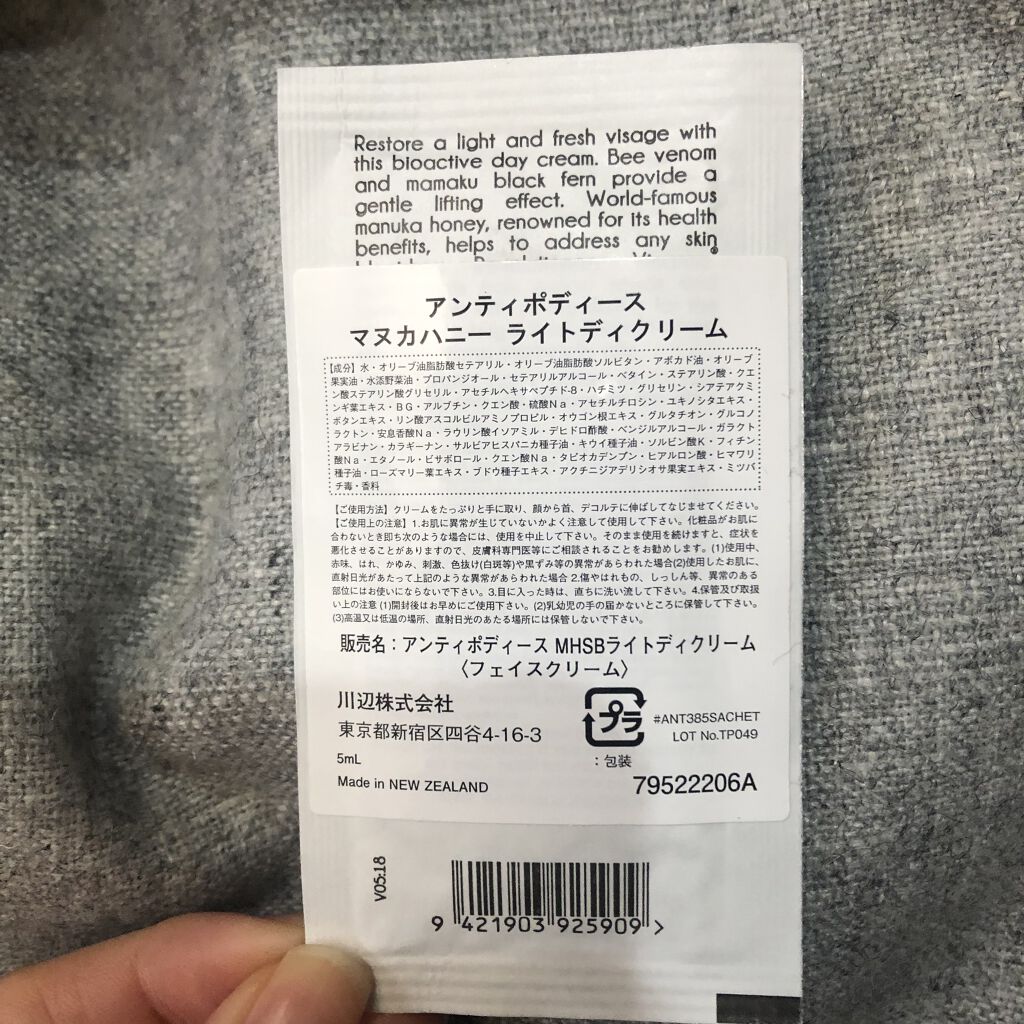 Restore a light and fresh visage with
this bioactive day cream. Bee venom
and mamaku black fern provide a
gentle lifting effect. World-famous
manuka honey, renowned for its health
benefits, helps to address any skin
アンティポディース
マヌカハニー ライトディクリーム
【成分】水・オリーブ油脂肪酸セテアリル・オリーブ油脂肪酸ソルビタン・アボカド油・オリーブ
果実油・水添野菜油・プロパンジオール・セテアリルアルコール・ベタイン・ステアリン酸・クエ
ン酸ステアリン酸グリセリル・アセチルヘキサペプチド-8・ハチミツ・グリセリン・シアテアクミ
ンギ葉エキス・BG・アルブチン・クエン酸・硫酸Na・アセチルチロシン・ユキノシタエキス・
ボタンエキス・リン酸アスコルビルアミノプロピル・オウゴン根エキス・グルタチオン・グルコノ
ラクトン・安息香酸Na・ラウリン酸イソアミル・デヒドロ酢酸・ベンジルアルコール・ガラクト
アラビナン・カラギーナン・サルビアヒスパニカ種子油・キウイ種子油・ソルビン酸K・フィチン
酸Na・エタノール・ビサボロール・クエン酸Na・タピオカデンプン・ヒアルロン酸・ヒマワリ
種子油・ローズマリー葉エキス・ブドウ種子エキス・アクチニジアデリシオサ果実エキス・ミツバ
チ毒・香料
【ご使用方法】クリームをたっぷりと手に取り、顔から首、デコルテに伸ばしてなじませてください。
【ご使用上の注意】1.お肌に異常が生じていないかよく注意して使用して下さい。化粧品がお肌に
合わないとき即ち次のような場合には、使用を中止して下さい。そのまま使用を続けますと、症状を
悪化させることがありますので、皮膚科専門医等にご相談されることをお勧めします。(1)使用中、
赤味、はれ、かゆみ、刺激、色抜け(白斑等)や黒ずみ等の異常があらわれた場合(2)使用したお肌に、
直射日光があたって上記のような異常があらわれた場合 2.傷やはれもの、しっしん等、異常のある
部位にはお使いにならないで下さい。3.目に入った時は、直ちに洗い流して下さい。4.保管及び取扱
い上の注意 (1)開封後はお早めにご使用下さい。(2)乳幼児の手の届かないところに保管して下さい。
(3)高温又は低温の場所、直射日光のあたる場所には保管しないで下さい。
販売名：アンティポディース MHSBライトディクリーム
〈フェイスクリーム〉
川辺株式会社
東京都新宿区四谷4-16-3
5mL
Made in NEW ZEALAND
プラ
：包装
#ANT385SACHET
LOT No.TP049
79522206A
V05:18
9 421903 925909 >